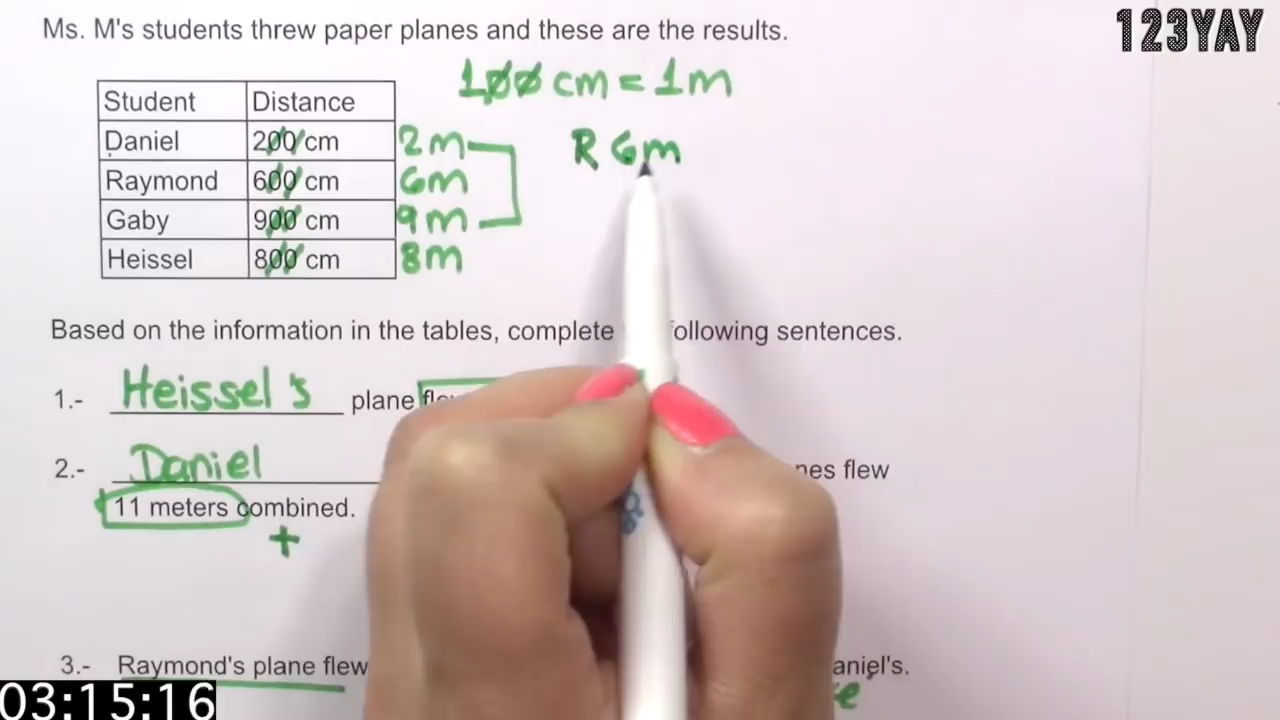 123YAY
Ms. M's students threw paper planes and these are the results.
100 cm = 1m
Student Distance
Daniel 200 cm 2m
R 6m
Raymond 600 cm 6m
Gaby 900 cm 9m
Heissel 800 cm 8m
Based on the information in the tables, complete following sentences.
1.- Heissel's plane
2.- Daniel flew
11 meters combined.
+
3.- Raymond's plane flew
03:15:16